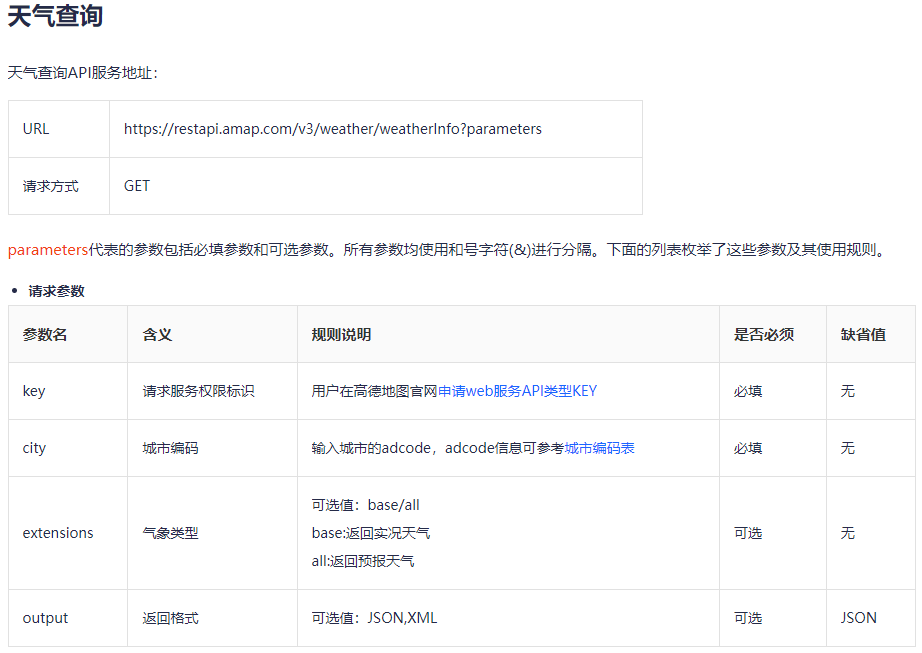 天气查询
天气查询API服务地址：
URL
https://restapi.amap.com/v3/weather/weatherInfo?parameters
请求方式
GET
parameters代表的参数包括必填参数和可选参数。所有参数均使用和号字符(&)进行分隔。下面的列表枚举了这些参数及其使用规则。
• 请求参数
参数名 含义 规则说明 是否必须 缺省值
key 请求服务权限标识 用户在高德地图官网申请web服务API类型KEY 必填 无
city 城市编码 输入城市的adcode，adcode信息可参考城市编码表 必填 无
extensions 气象类型 可选值：base/all
base:返回实况天气
all:返回预报天气
可选 无
output 返回格式 可选值：JSON,XML 可选 JSON